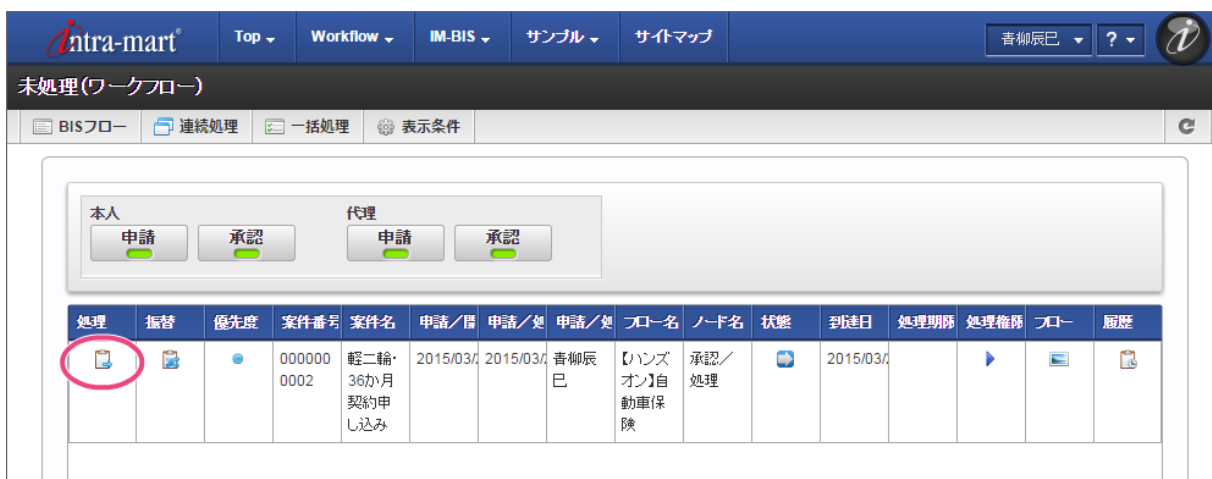 intra-mart® Top Workflow IM-BIS サンプル サイトマップ 青柳辰巳 ?
未処理(ワークフロー)
BISフロー 連続処理 一括処理 表示条件
本人 代理
申請 承認 申請 承認
処理 振替 優先度 案件番号 案件名 申請/ 申請/処 申請/処 フロー名 ノード名 状態 到達日 処理期限 処理権限 フロー 履歴
000000 軽二輪・ 2015/03/ 2015/03/ 青柳辰 【ハンズ 承認/ 2015/03/
0002 36か月 巳 オン】自 処理
契約申 動車保
し込み 険